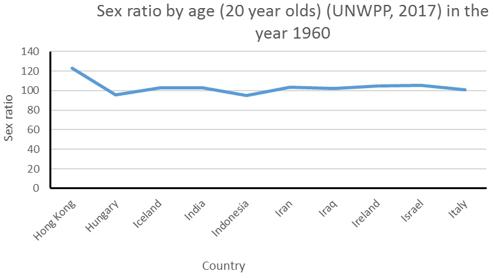 Sex ratio by age (20 year olds) (UNWPP, 2017) in the
year 1960
140
120
100
80
60
40
20
0
Sex ratio
Hong Kong
Hungary
Iceland
India
Indonesia
Iran
Iraq
Ireland
Israel
Italy
Country